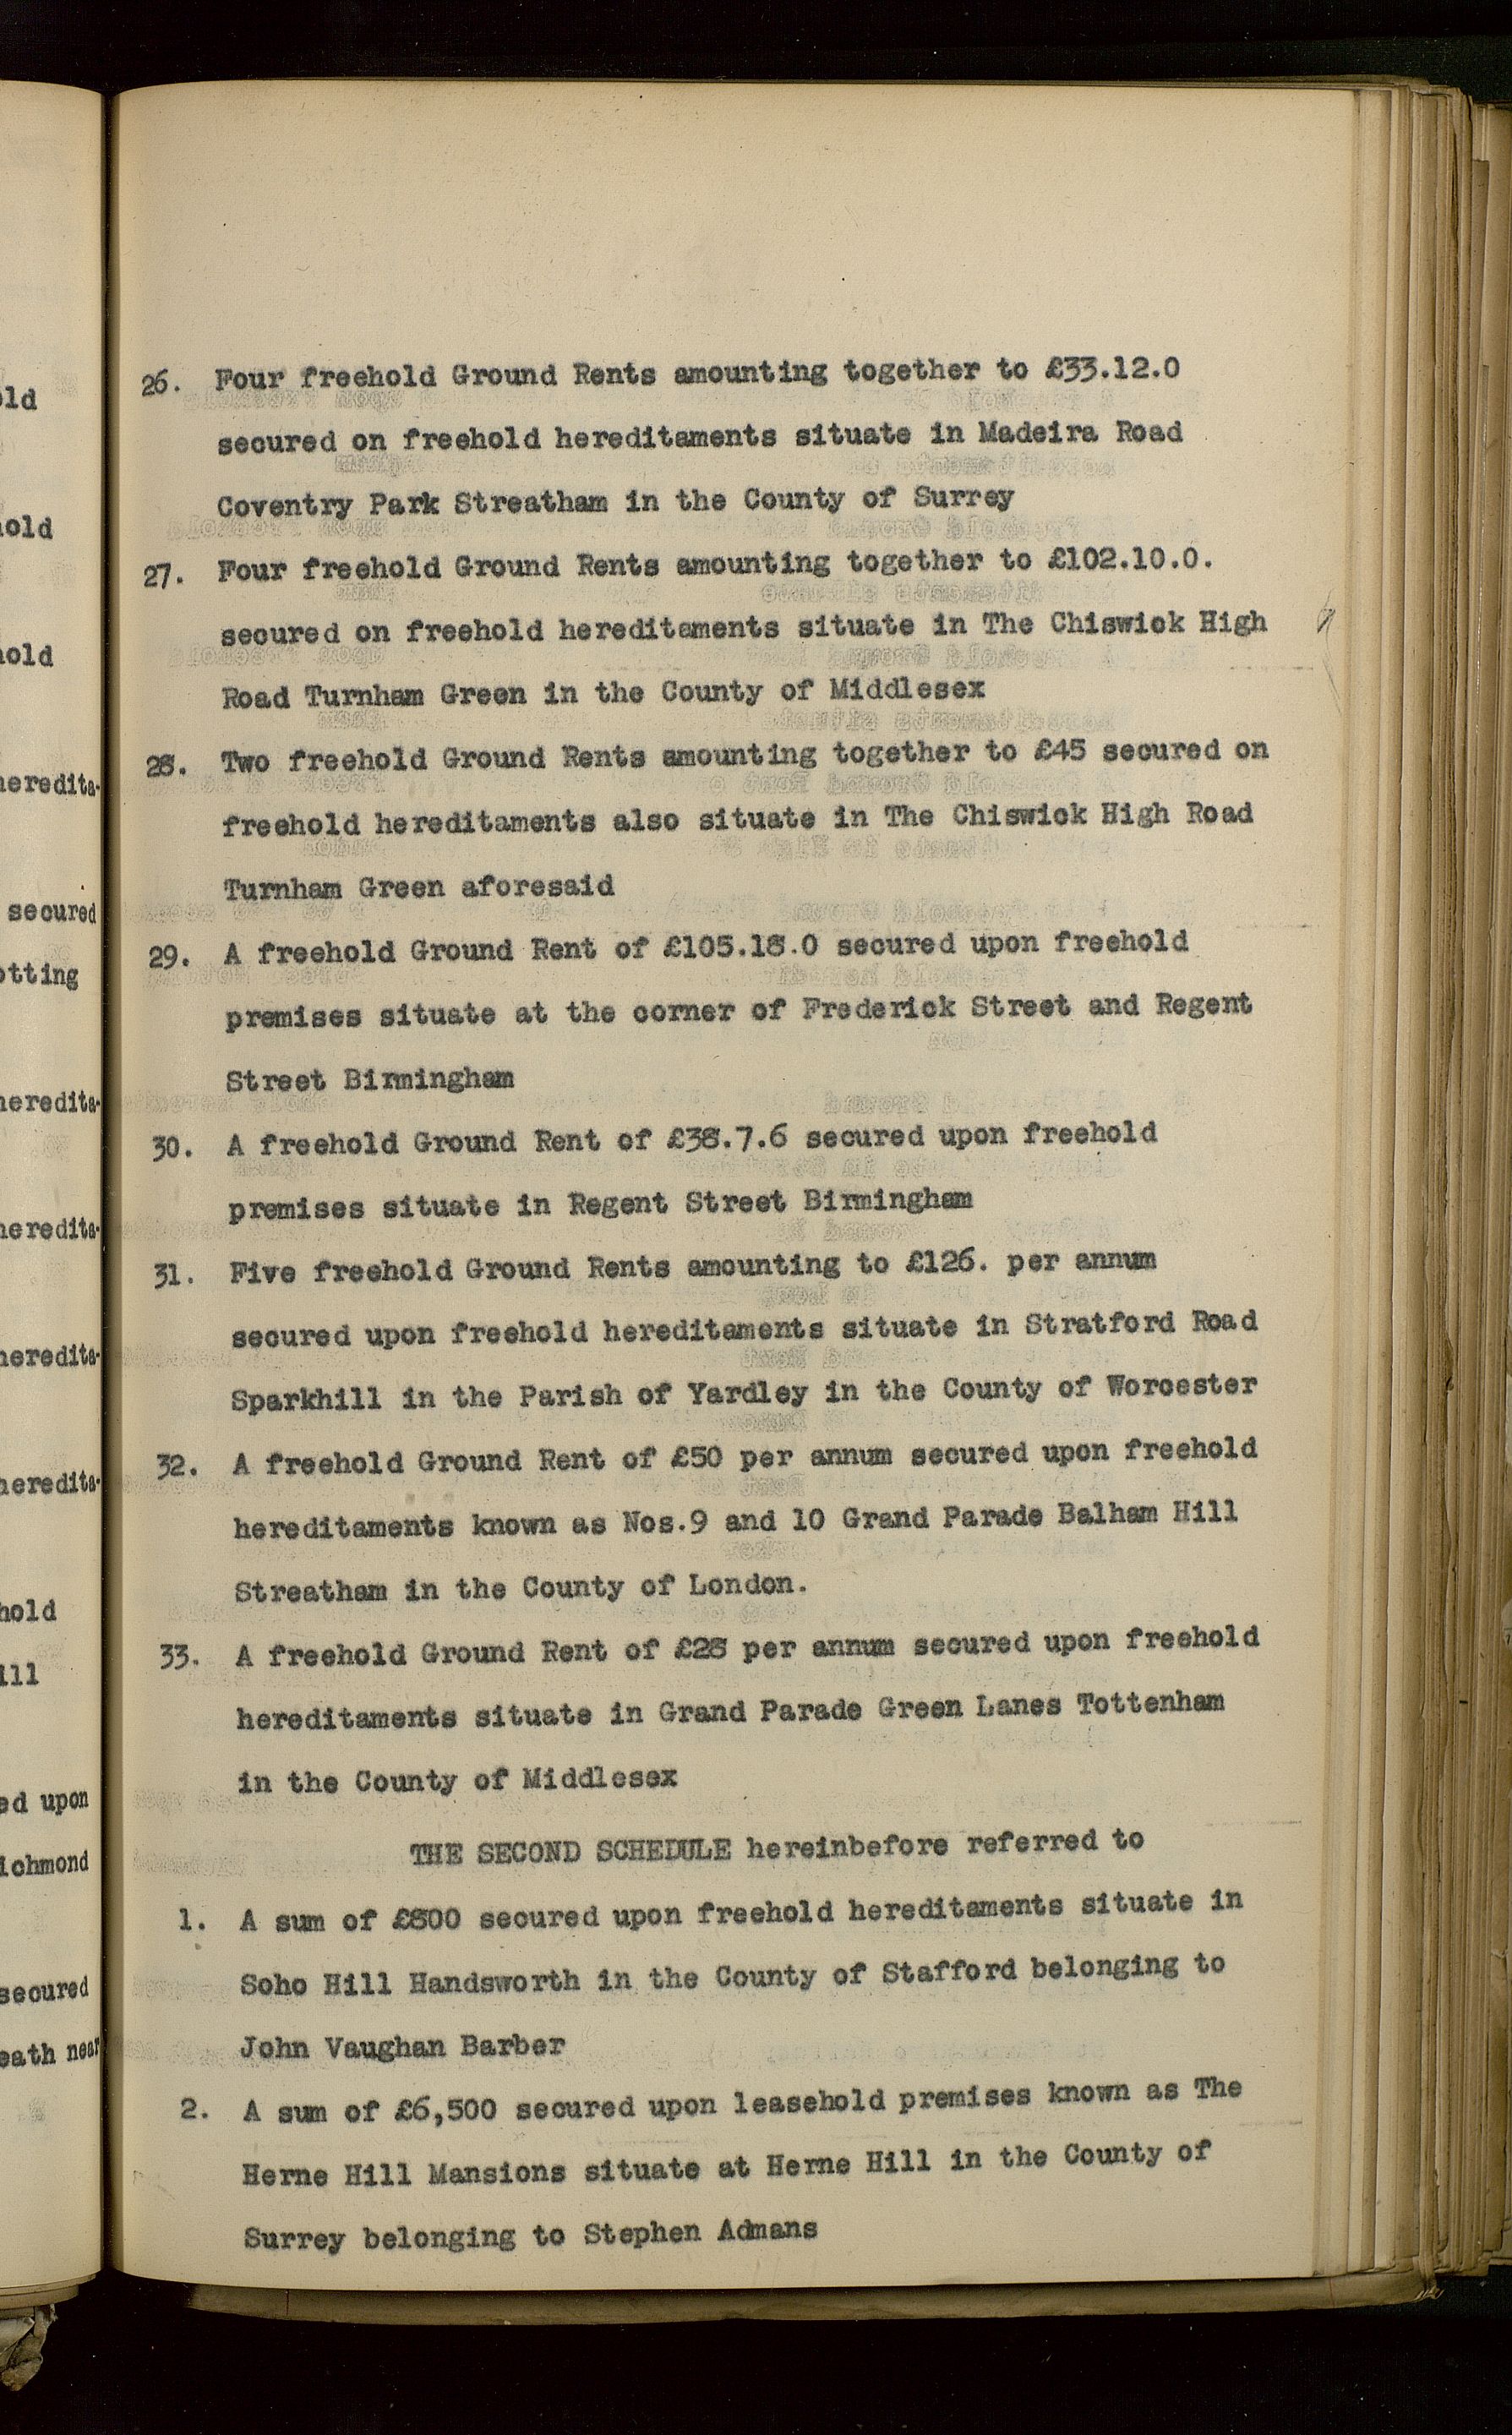 26. Four freehold Ground Rents amounting together to £33.12.0
secured on freehold hereditaments situate in Madeira Road
Coventry Park Streatham in the County of Surrey
27. Four freehold Ground Rents amounting together to £102.10.0.
secured on freehold hereditaments situate in The Chiswick High
Road Turnham Green in the County of Middlesex
28. Two freehold Ground Rents amounting together to £45 secured on
freehold hereditaments also situate in The Chiswick High Road
Turnham Green aforesaid
29. A freehold Ground Rent of £105.18.0 secured upon freehold
premises situate at the corner of Frederick Street and Regent
Street Birmingham
30. A freehold Ground Rent of £38.7.6 secured upon freehold
premises situate in Regent Street Birmingham
31. Five freehold Ground Rents amounting to £126. per annum
secured upon freehold hereditaments situate in Stratford Road
Sparkhill in the Parish of Yardley in the County of Worcester
32. A freehold Ground Rent of £50 per annum secured upon freehold
hereditaments known as Nos.9 and 10 Grand Parade Balham Hill
Streatham in the County of London.
33. A freehold Ground Rent of £28 per annum secured upon freehold
hereditaments situate in Grand Parade Green Lanes Tottenham
in the County of Middlesex
THE SECOND SCHEDULE hereinbefore referred to
1. A sum of £800 secured upon freehold hereditaments situate in
Soho Hill Handsworth in the County of Stafford belonging to
John Vaughan Barber
2. A sum of £6,500 secured upon leasehold premises known as The
Herne Hill Mansions situate at Herne Hill in the County of
Surrey belonging to Stephen Admans